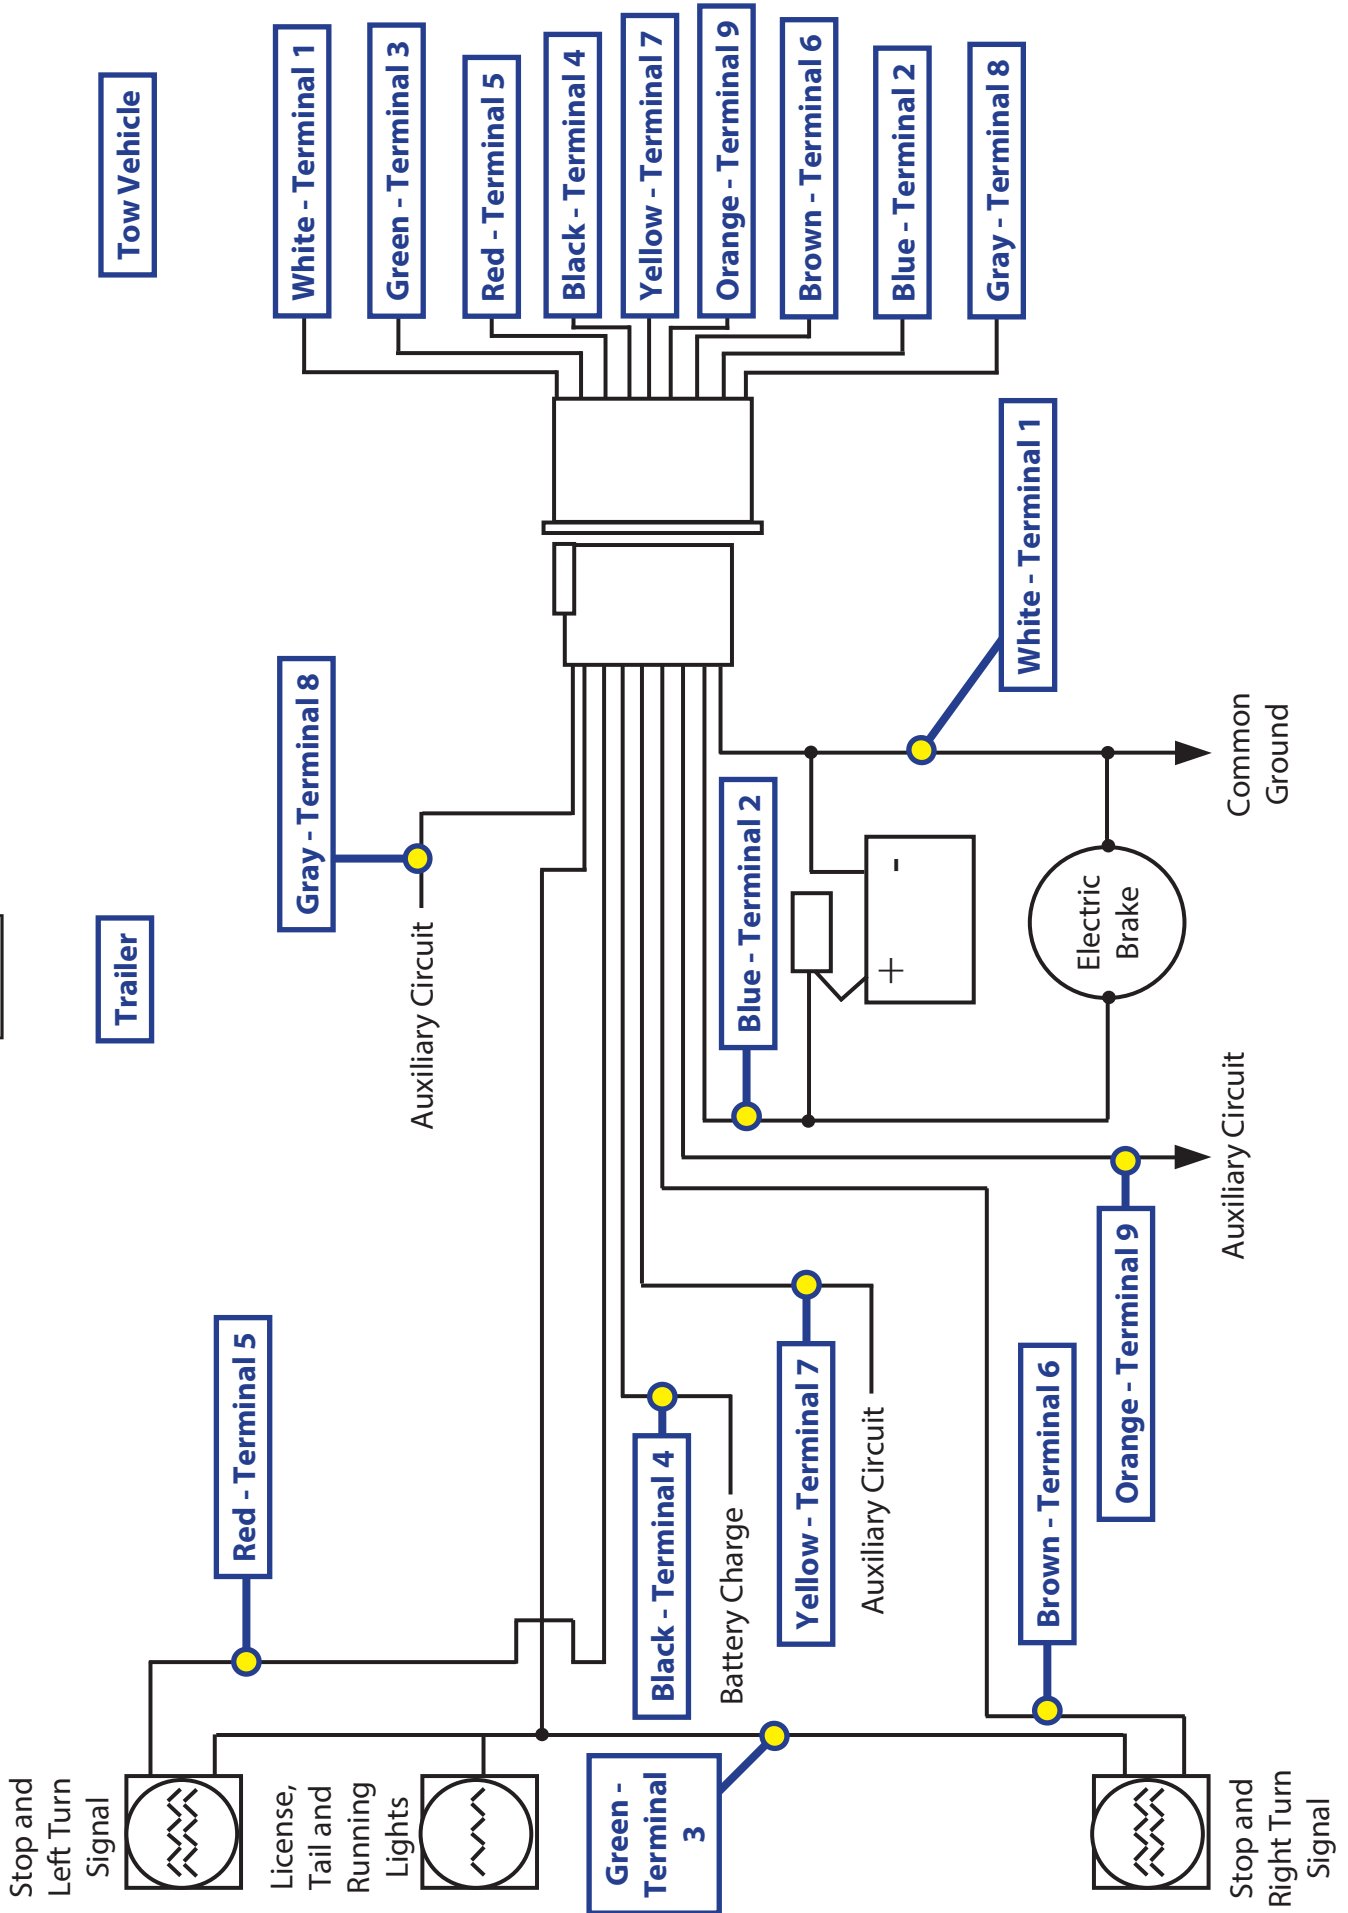 Trailer
Tow Vehicle
Stop and
Left Turn
Signal
Red - Terminal 5
Gray - Terminal 8
White - Terminal 1
License,
Tail and
Running
Lights
Auxiliary Circuit
Green - Terminal 3
Red - Terminal 5
Black - Terminal 4
Green -
Terminal
3
Black - Terminal 4
Battery Charge
Yellow - Terminal 7
Orange - Terminal 9
Blue - Terminal 2
Yellow - Terminal 7
Auxiliary Circuit
Brown - Terminal 6
+
-
Blue - Terminal 2
Gray - Terminal 8
Brown - Terminal 6
White - Terminal 1
Electric
Brake
Orange - Terminal 9
Stop and
Right Turn
Signal
Auxiliary Circuit
Common
Ground